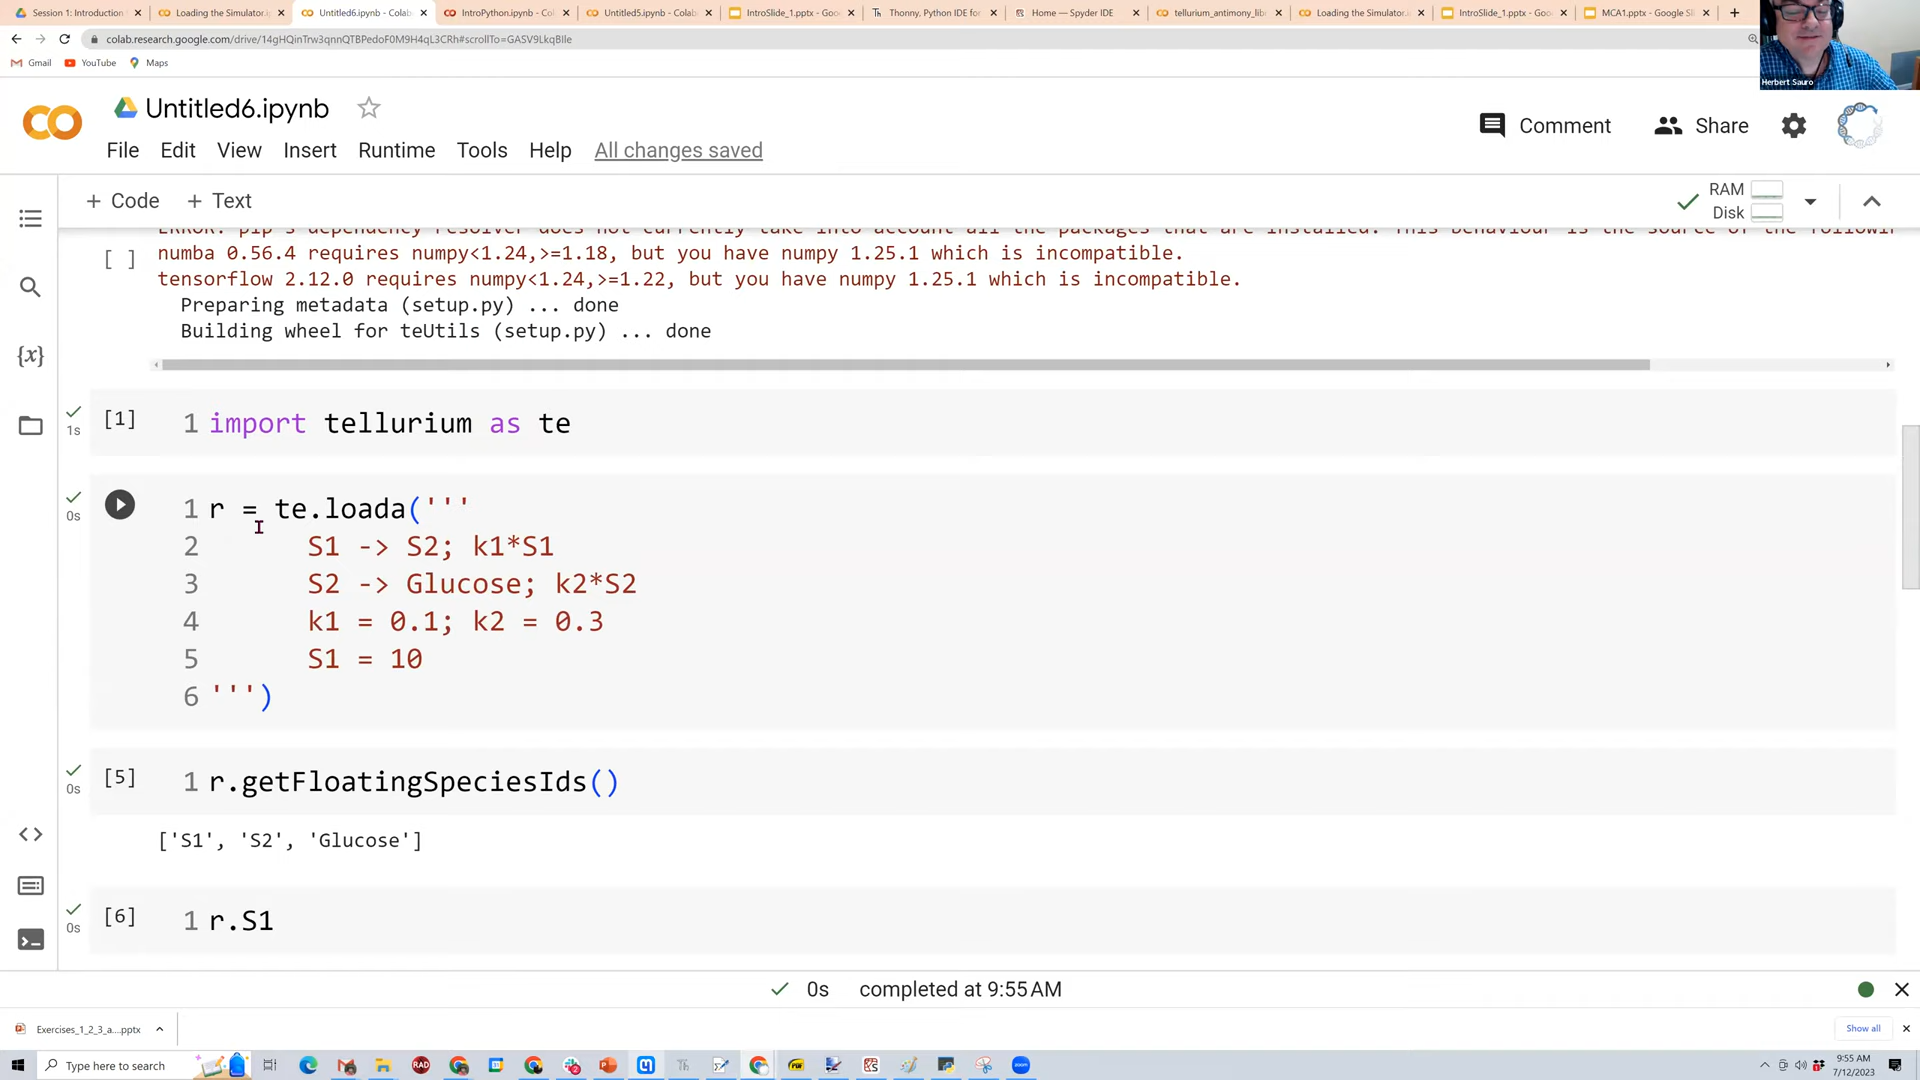 Session 1: Introduction
Loading the Simulator.ip
Untitled6.ipynb - Colab
IntroPython.ipynb - Co
Untitled5.ipynb - Colab
IntroSlide_1.pptx - Goo
Thonny, Python IDE for
Home — Spyder IDE
tellurium_antimony_lib
Loading the Simulator.ip
IntroSlide_1.pptx - Goo
MCA1.pptx - Google Sl
colab.research.google.com/drive/14gHQinTrw3qnnQTBPedoF0M9H4qL3CRh#scrollTo=GASV9LkqBIle
Gmail YouTube Maps
Herbert Sauro
CO Untitled6.ipynb
Comment Share
File Edit View Insert Runtime Tools Help All changes saved
+ Code + Text
RAM
Disk
ERROR: pip's dependency resolver does not currently take into account all the packages that are installed. This behaviour is the source of the followin
[ ] numba 0.56.4 requires numpy<1.24,>=1.18, but you have numpy 1.25.1 which is incompatible.
tensorflow 2.12.0 requires numpy<1.24,>=1.22, but you have numpy 1.25.1 which is incompatible.
Preparing metadata (setup.py) ... done
Building wheel for teUtils (setup.py) ... done
{x}
1s [1] 1 import tellurium as te
0s 1 r = te.loada('''
2 S1 -> S2; k1*S1
3 S2 -> Glucose; k2*S2
4 k1 = 0.1; k2 = 0.3
5 S1 = 10
6 ''')
0s [5] 1 r.getFloatingSpeciesIds()
['S1', 'S2', 'Glucose']
0s [6] 1 r.S1
0s completed at 9:55 AM
Exercises_1_2_3_a....pptx
Show all
Type here to search
RAD
9:55 AM
7/12/2023